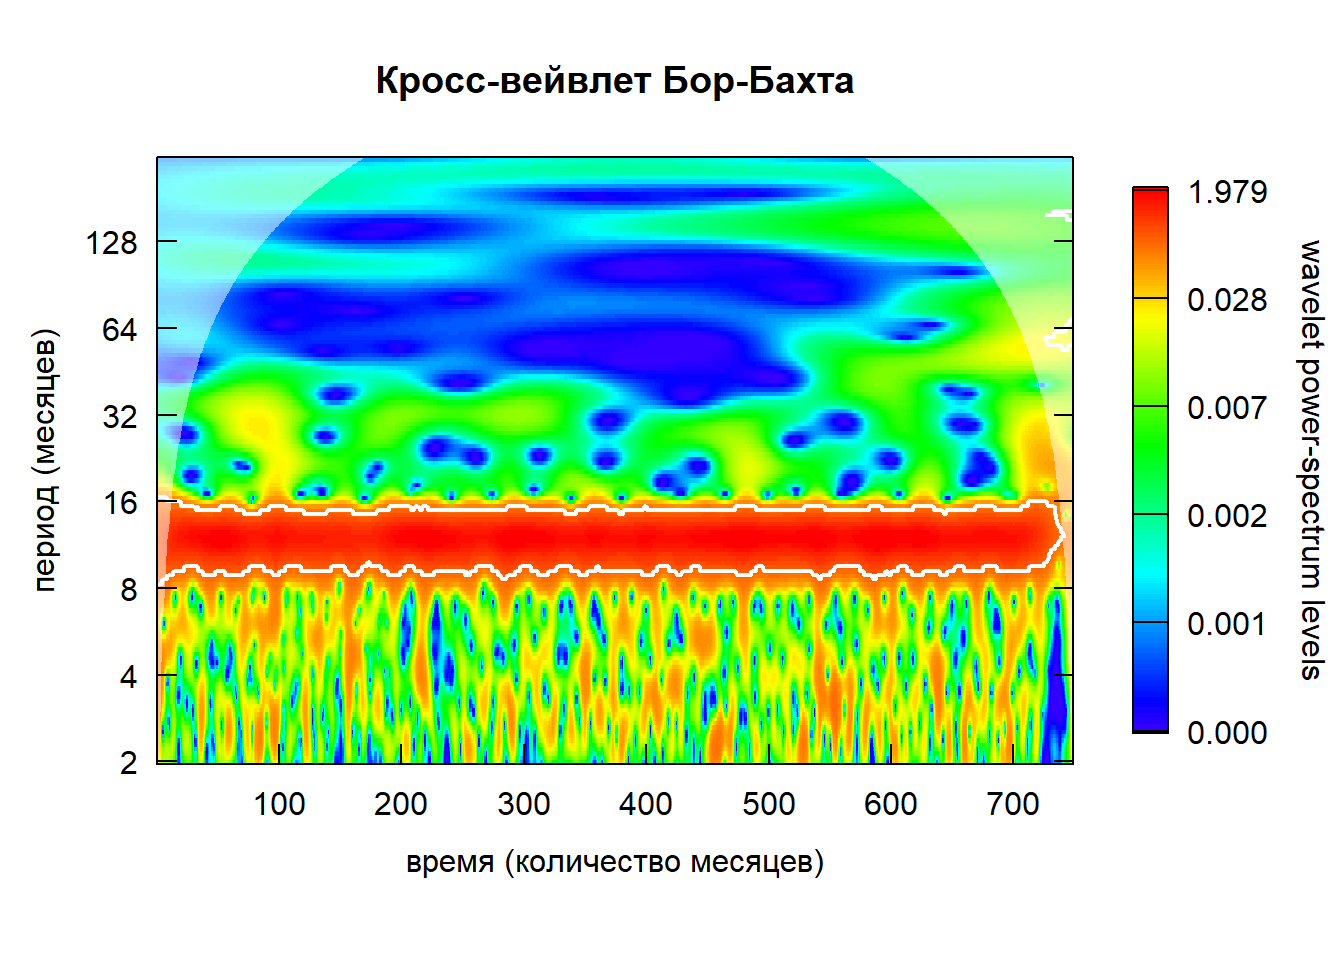 Кросс-вейвлет Бор-Бахта
период (месяцев)
128
64
32
16
8
4
2
100 200 300 400 500 600 700
время (количество месяцев)
1.979
0.028
0.007
0.002
0.001
0.000
wavelet power-spectrum levels